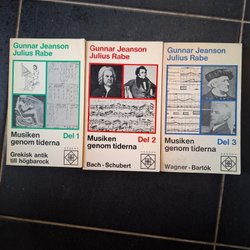 Gunnar Jeanson
Julius Rabe
Musiken
genom tiderna
Del 1
Grekisk antik
till högbarock
Gunnar Jeanson
Julius Rabe
Musiken
genom tiderna
Del 2
Bach - Schubert
Gunnar Jeanson
Julius Rabe
Musiken
genom tiderna
Del 3
Wagner - Bartók